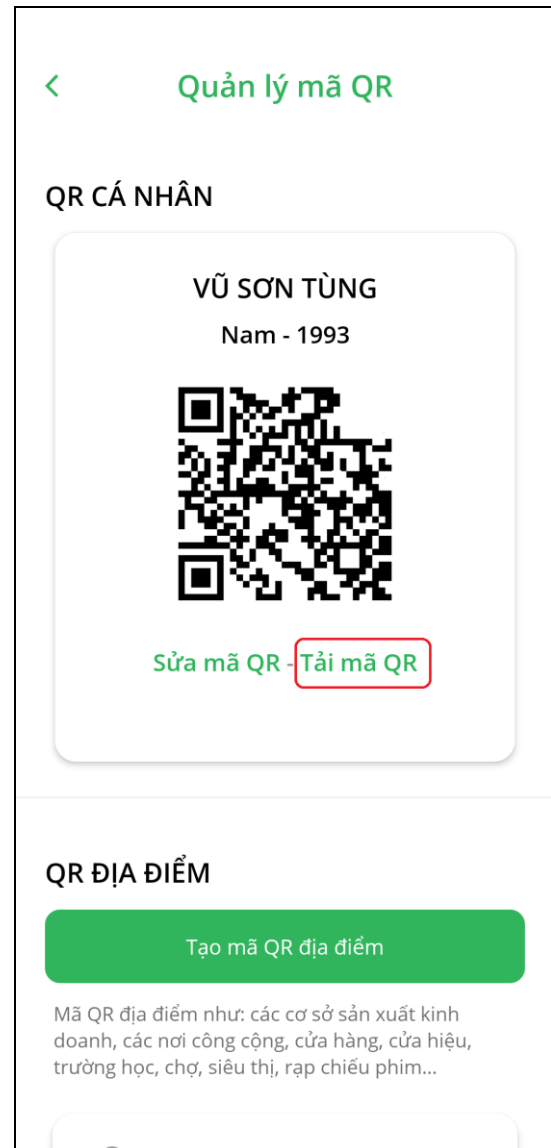 Quản lý mã QR
QR CÁ NHÂN
VŨ SƠN TÙNG
Nam - 1993
Sửa mã QR - Tải mã QR
QR ĐỊA ĐIỂM
Tạo mã QR địa điểm
Mã QR địa điểm như: các cơ sở sản xuất kinh
doanh, các nơi công cộng, cửa hàng, cửa hiệu,
trường học, chợ, siêu thị, rạp chiếu phim...